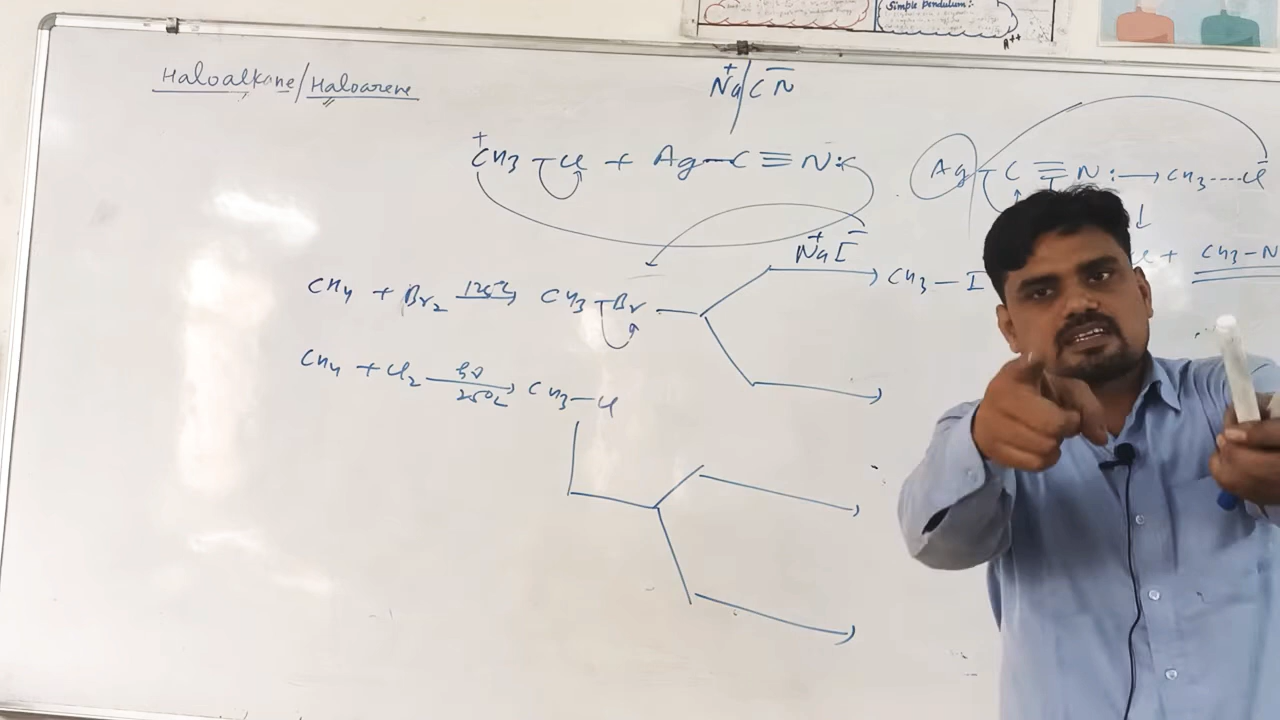 Simple Pendulum:-
A++
Haloalkane/Haloarene
Na+ / CN−
+CH3 – Cl + Ag–C≡N:
Ag – C≡N: → CH3----Cl
Na+ I−
+ CH3–N
CH4 + Br2 → CH3–Br → CH3–I
CH4 + Cl2 → CH3–Cl